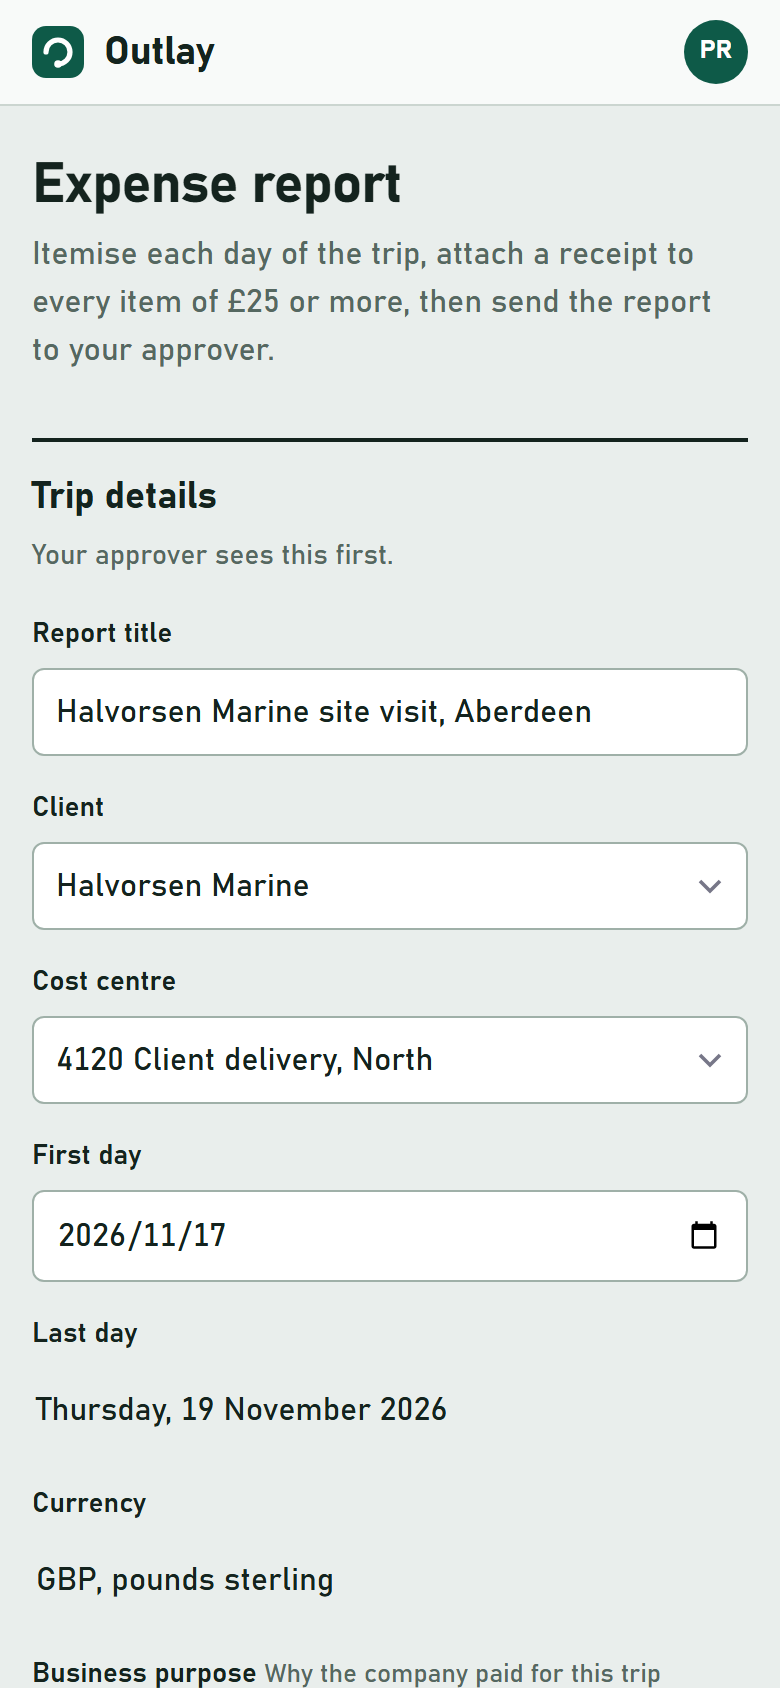 Outlay
PR
Expense report
Itemise each day of the trip, attach a receipt to
every item of £25 or more, then send the report
to your approver.
Trip details
Your approver sees this first.
Report title
Halvorsen Marine site visit, Aberdeen
Client
Halvorsen Marine
Cost centre
4120 Client delivery, North
First day
2026/11/17
Last day
Thursday, 19 November 2026
Currency
GBP, pounds sterling
Business purpose Why the company paid for this trip